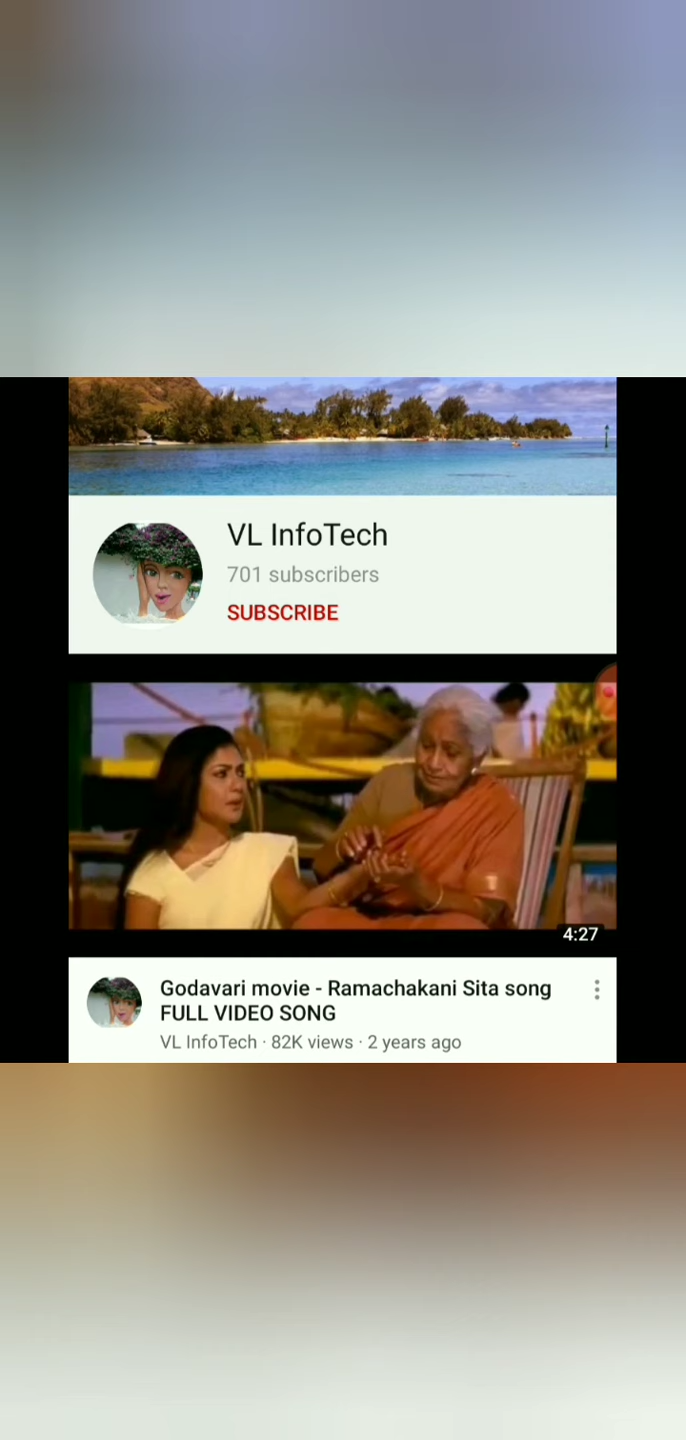 VL InfoTech
701 subscribers
SUBSCRIBE
4:27
Godavari movie - Ramachakani Sita song
FULL VIDEO SONG
VL InfoTech · 82K views · 2 years ago